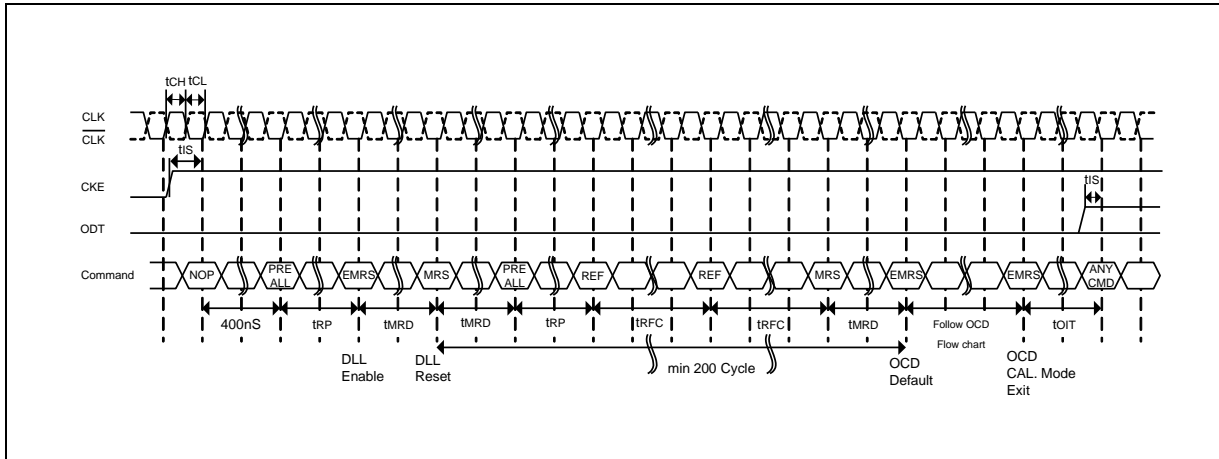 tCH tCL
CLK
CLK
tIS
CKE
tIS
ODT
Command NOP PRE ALL EMRS MRS PRE ALL REF REF MRS EMRS EMRS ANY CMD
400nS tRP tMRD tMRD tRP tRFC tRFC tMRD Follow OCD Flow chart tOIT
DLL Enable
DLL Reset
min 200 Cycle
OCD Default
OCD CAL. Mode Exit